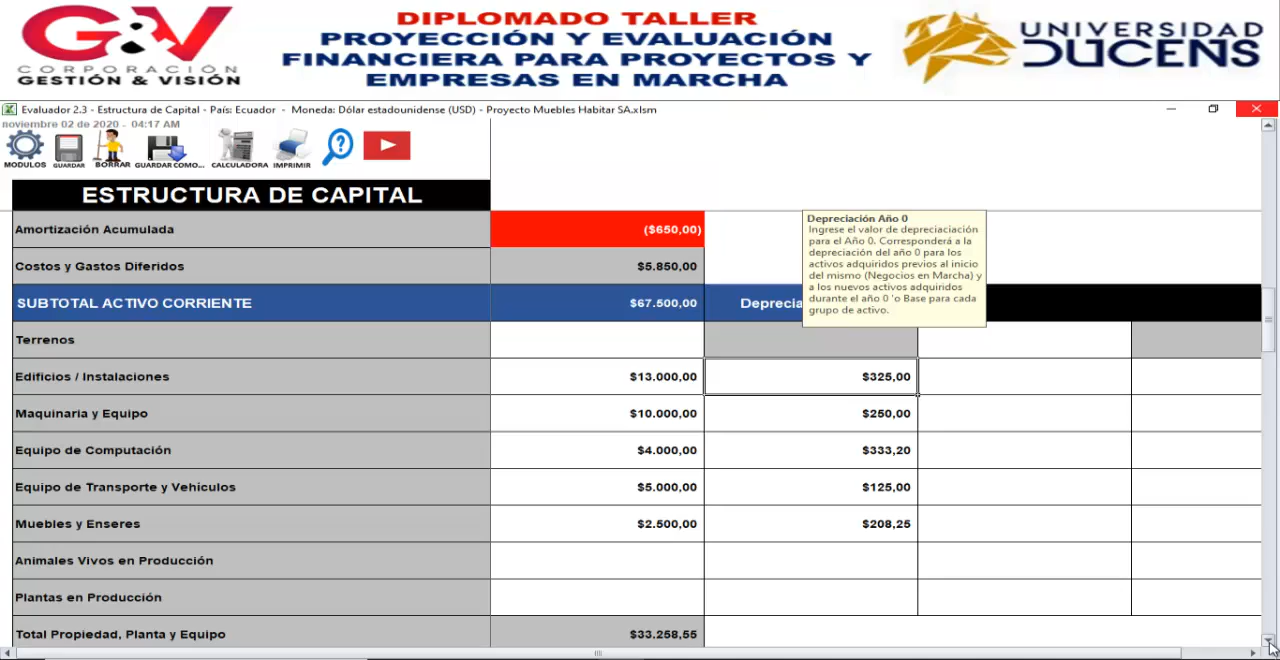 G&V
CORPORACIÓN
GESTIÓN & VISIÓN
DIPLOMADO TALLER
PROYECCIÓN Y EVALUACIÓN
FINANCIERA PARA PROYECTOS Y
EMPRESAS EN MARCHA
UNIVERSIDAD
DUCENS
Evaluador 2.3 - Estructura de Capital - País: Ecuador - Moneda: Dólar estadounidense (USD) - Proyecto Muebles Habitar SA.xlsm
noviembre 02 de 2020 - 04:17 AM
MODULOS GUARDAR BORRAR GUARDAR COMO... CALCULADORA IMPRIMIR
ESTRUCTURA DE CAPITAL
Amortización Acumulada ($650,00)
Costos y Gastos Diferidos $5.850,00
SUBTOTAL ACTIVO CORRIENTE $67.500,00 Deprecia
Depreciación Año 0
Ingrese el valor de depreciaciación
para el Año 0. Corresponderá a la
depreciación del año 0 para los
activos adquiridos previos al inicio
del mismo (Negocios en Marcha) y
a los nuevos activos adquiridos
durante el año 0 'o Base para cada
grupo de activo.
Terrenos
Edificios / Instalaciones $13.000,00 $325,00
Maquinaria y Equipo $10.000,00 $250,00
Equipo de Computación $4.000,00 $333,20
Equipo de Transporte y Vehiculos $5.000,00 $125,00
Muebles y Enseres $2.500,00 $208,25
Animales Vivos en Producción
Plantas en Producción
Total Propiedad, Planta y Equipo $33.258,55